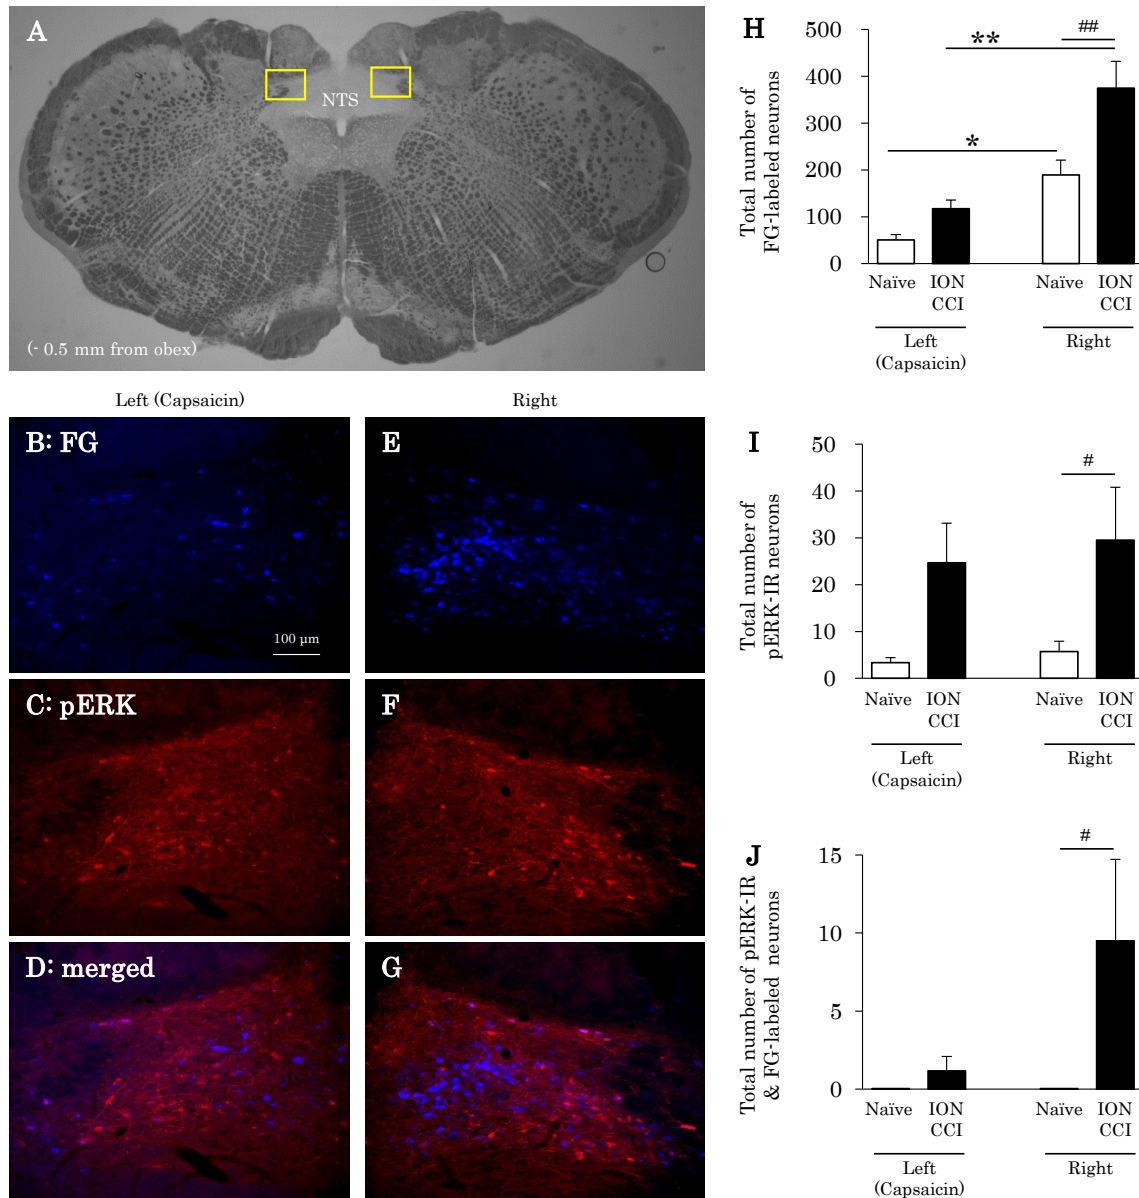 A
NTS
(- 0.5 mm from obex)
Left (Capsaicin)
Right
B: FG
100 µm
E
C: pERK
F
D: merged
G
H
Total number of
FG-labeled neurons
500
400
300
200
100
0
*
**
##
Naïve
ION
CCI
Naïve
ION
CCI
Left
(Capsaicin)
Right
I
Total number of
pERK-IR neurons
50
40
30
20
10
0
#
Naïve
ION
CCI
Naïve
ION
CCI
Left
(Capsaicin)
Right
J
Total number of pERK-IR
& FG-labeled neurons
15
10
5
0
#
Naïve
ION
CCI
Naïve
ION
CCI
Left
(Capsaicin)
Right